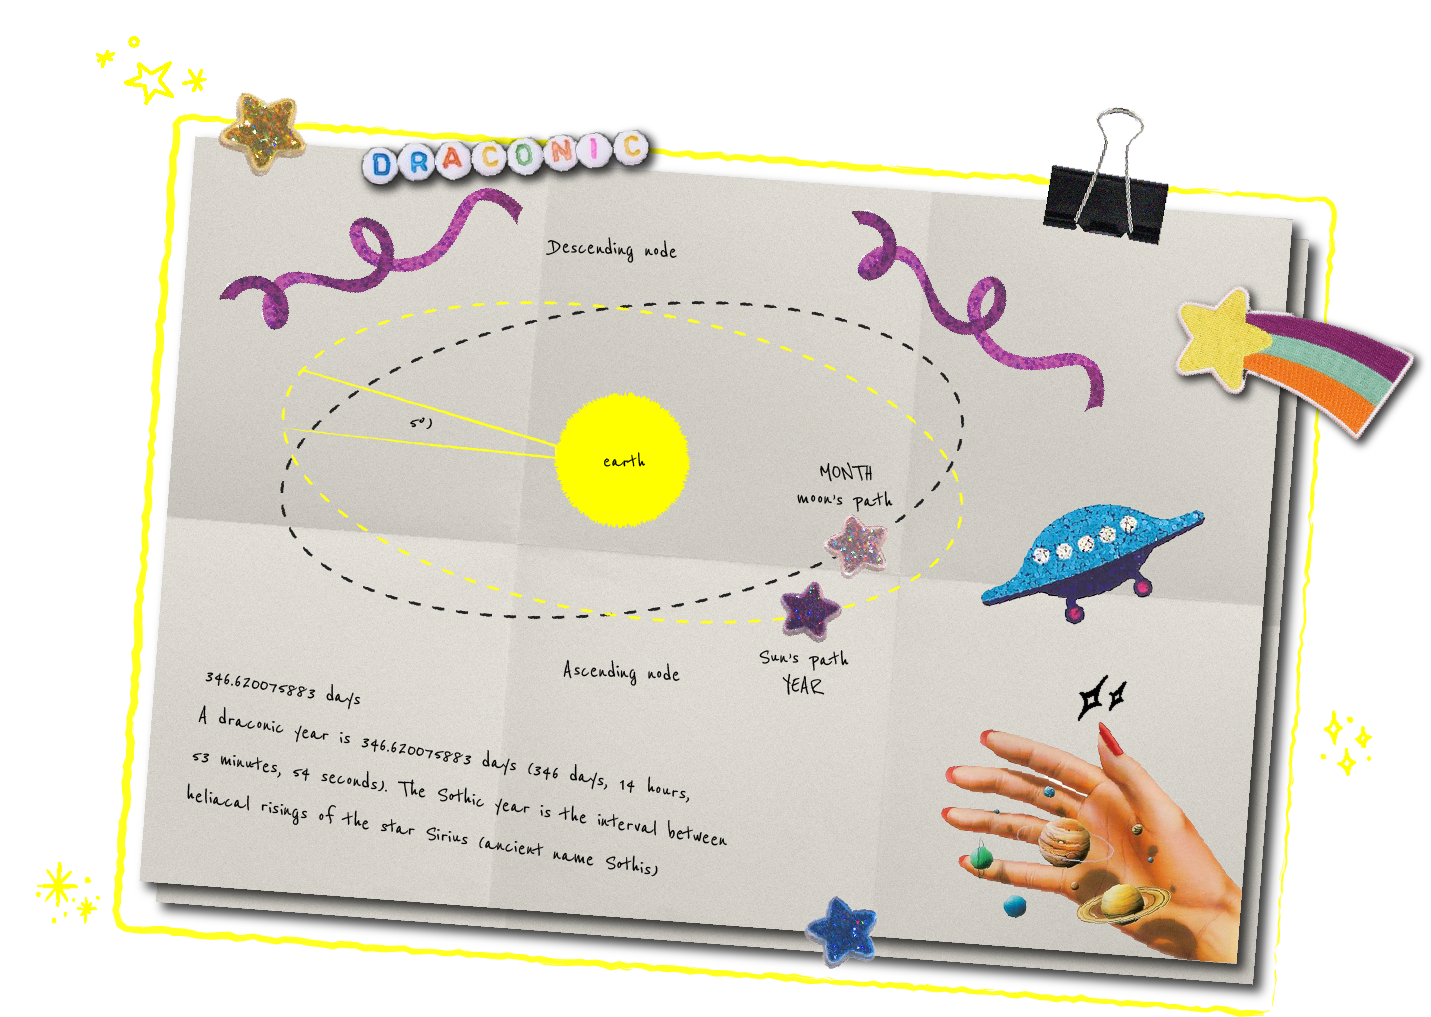 DRACONIC
Descending node
5°)
earth
MONTH
moon's path
Sun's path
YEAR
Ascending node
346.620075883 days
A draconic year is 346.620075883 days (346 days, 14 hours,
53 minutes, 54 seconds). The Sothic year is the interval between
heliacal risings of the star Sirius (ancient name Sothis)